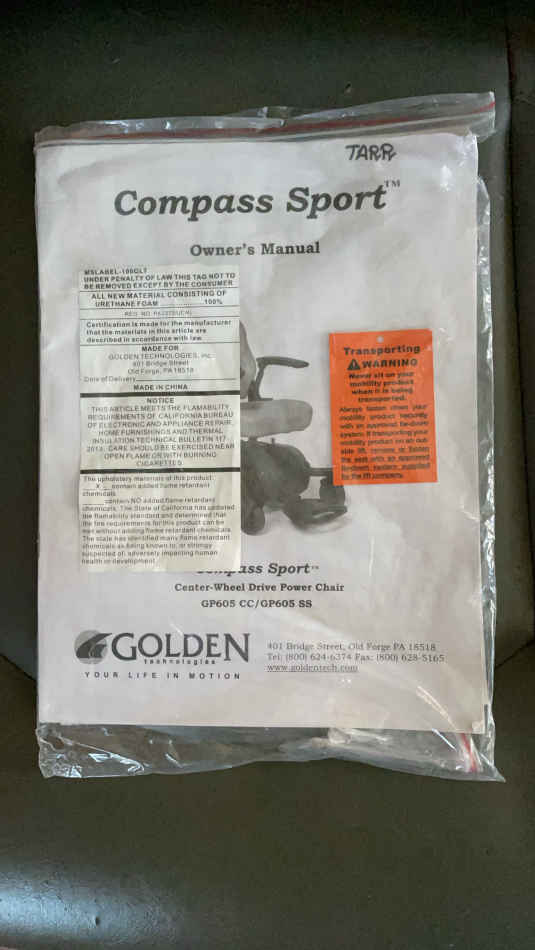 TARR
Compass Sport™
Owner's Manual
MSLABEL-100GLT
UNDER PENALTY OF LAW THIS TAG NOT TO
BE REMOVED EXCEPT BY THE CONSUMER
ALL NEW MATERIAL CONSISTING OF
URETHANE FOAM ..................100%
REG. NO.
Certification is made for the manufacturer
that the materials in this article are
described in accordance with law
MADE FOR
GOLDEN TECHNOLOGIES, Inc.
401 Bridge Street
Old Forge, PA 18518
Date of Delivery
MADE IN CHINA
NOTICE
THIS ARTICLE MEETS THE FLAMABILITY
REQUIREMENTS OF CALIFORNIA BUREAU
OF ELECTRONIC AND APPLIANCE REPAIR,
HOME FURNISHINGS AND THERMAL
INSULATION TECHNICAL BULLETIN 117
2013. CARE SHOULD BE EXERCISED NEAR
OPEN FLAME OR WITH BURNING
CIGARETTES
The upholstery materials of this product:
X contain added flame retardant
chemicals
contain NO added flame retardant
chemicals. The State of California has updated
the flamability standard and determined that
the fire requirements for this product can be
met without adding flame retardant chemicals.
The state has identified many flame retardant
chemicals as being known to, or strongly
suspected of, adversely impacting human
health or development
Transporting
WARNING
Never sit on your
mobility product
when it is being
transported.
Always fasten down your
mobility product securely
with an approved tie-down
system. If transporting your
mobility product on an out-
side lift, remove or fasten
the seat with an approved
tiedown system supplied
by the lift company.
Compass Sport™
Center-Wheel Drive Power Chair
GP605 CC/GP605 SS
GOLDEN
technologies
YOUR LIFE IN MOTION
401 Bridge Street, Old Forge PA 18518
Tel: (800) 624-6374 Fax: (800) 628-5165
www.goldentech.com